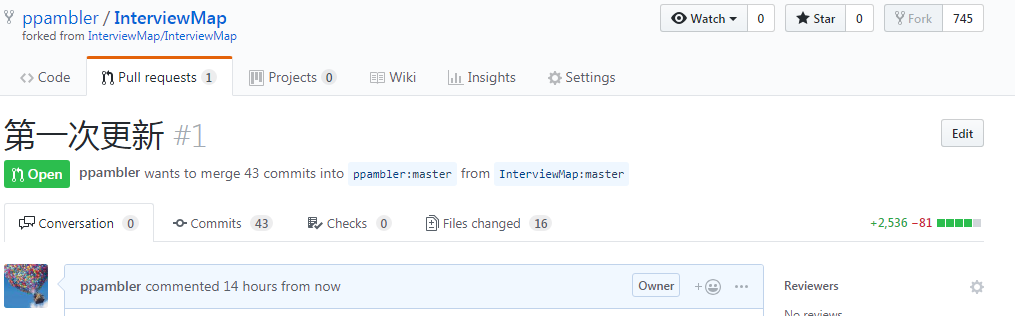 ppambler / InterviewMap
Watch 0 Star 0 Fork 745
forked from InterviewMap/InterviewMap
Code Pull requests 1 Projects 0 Wiki Insights Settings
第一次更新 #1
Edit
Open ppambler wants to merge 43 commits into ppambler:master from InterviewMap:master
Conversation 0 Commits 43 Checks 0 Files changed 16 +2,536 −81
ppambler commented 14 hours from now Owner
Reviewers
No reviews